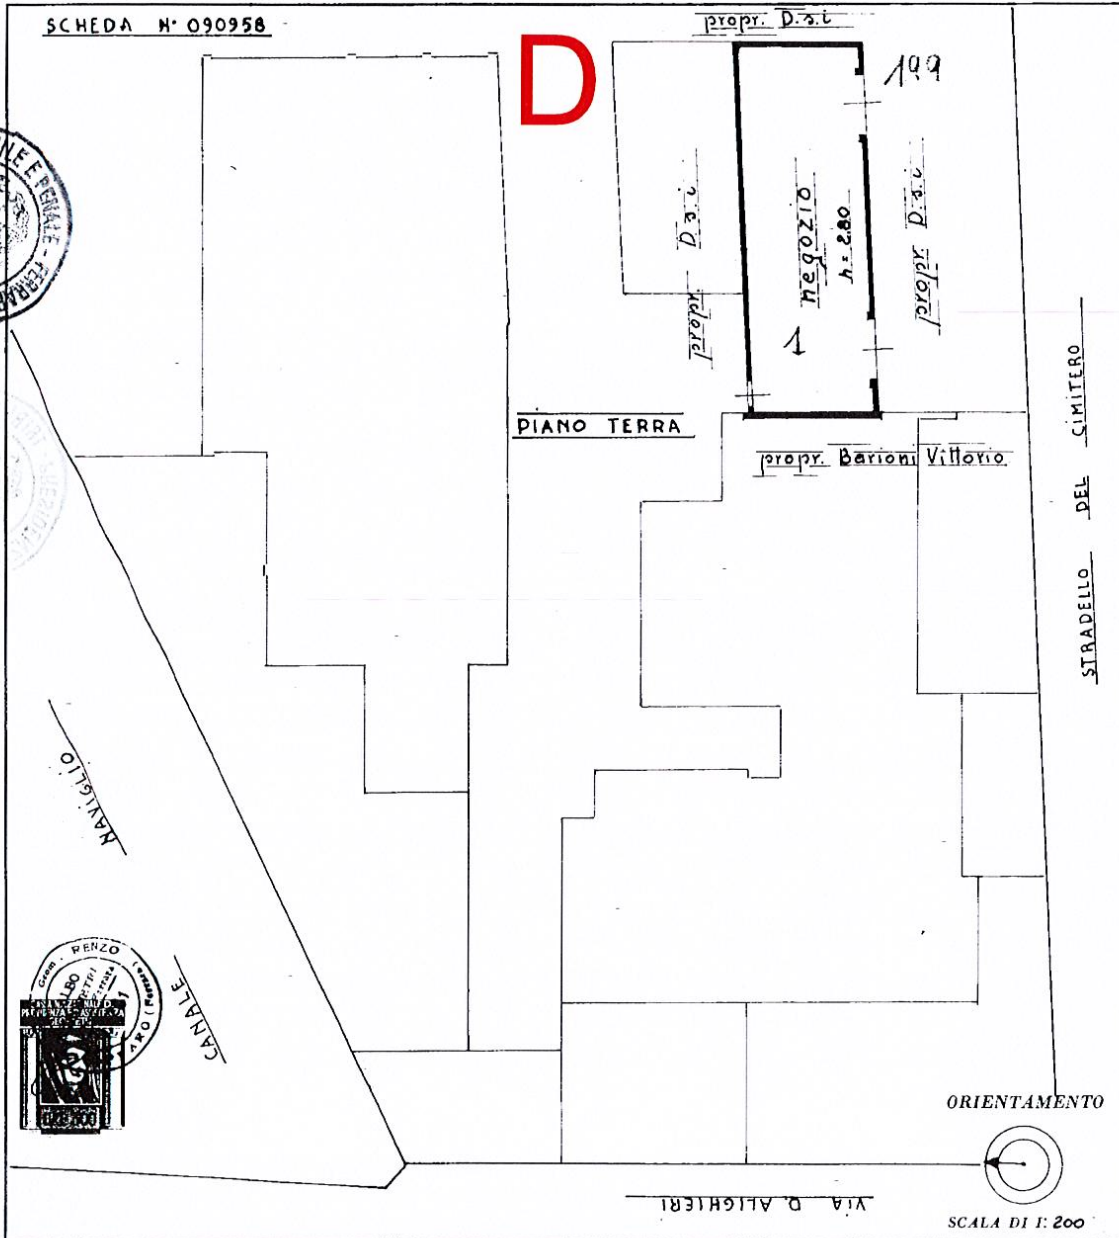 SCHEDA N° 090958
propr. D.s.i
D
199
propr. D.s.i
negozio
h = 2.80
propr. D.s.i
1
PIANO TERRA
propr. Barioni Vittorio
STRADELLO DEL CIMITERO
CANALE NAVIGLIO
RENZO
ALBO
ORIENTAMENTO
VIA D. ALIGHIERI
SCALA DI 1: 200